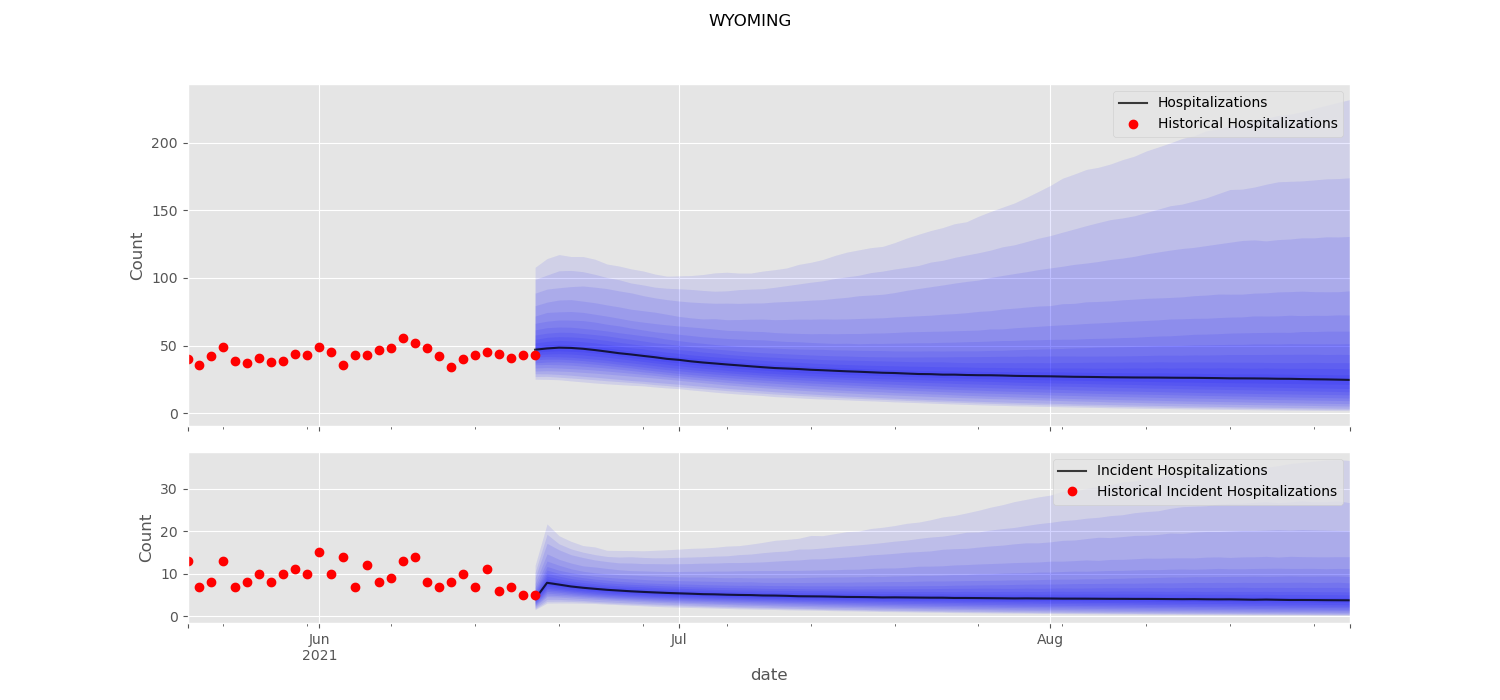 WYOMING
Hospitalizations
Historical Hospitalizations
200
150
100
50
0
Count
Incident Hospitalizations
Historical Incident Hospitalizations
30
20
10
0
Count
Jun
2021
Jul
Aug
date